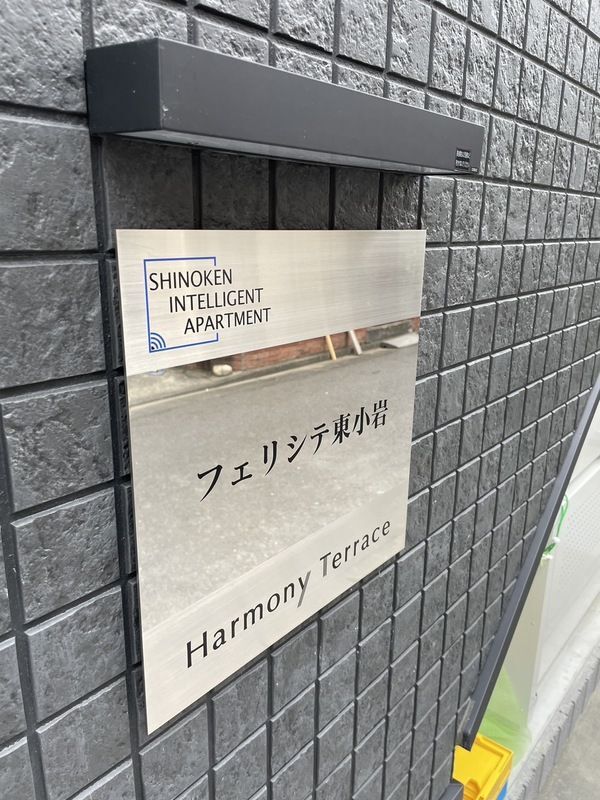 SHINOKEN
INTELLIGENT
APARTMENT
フェリシテ東小岩
Harmony Terrace